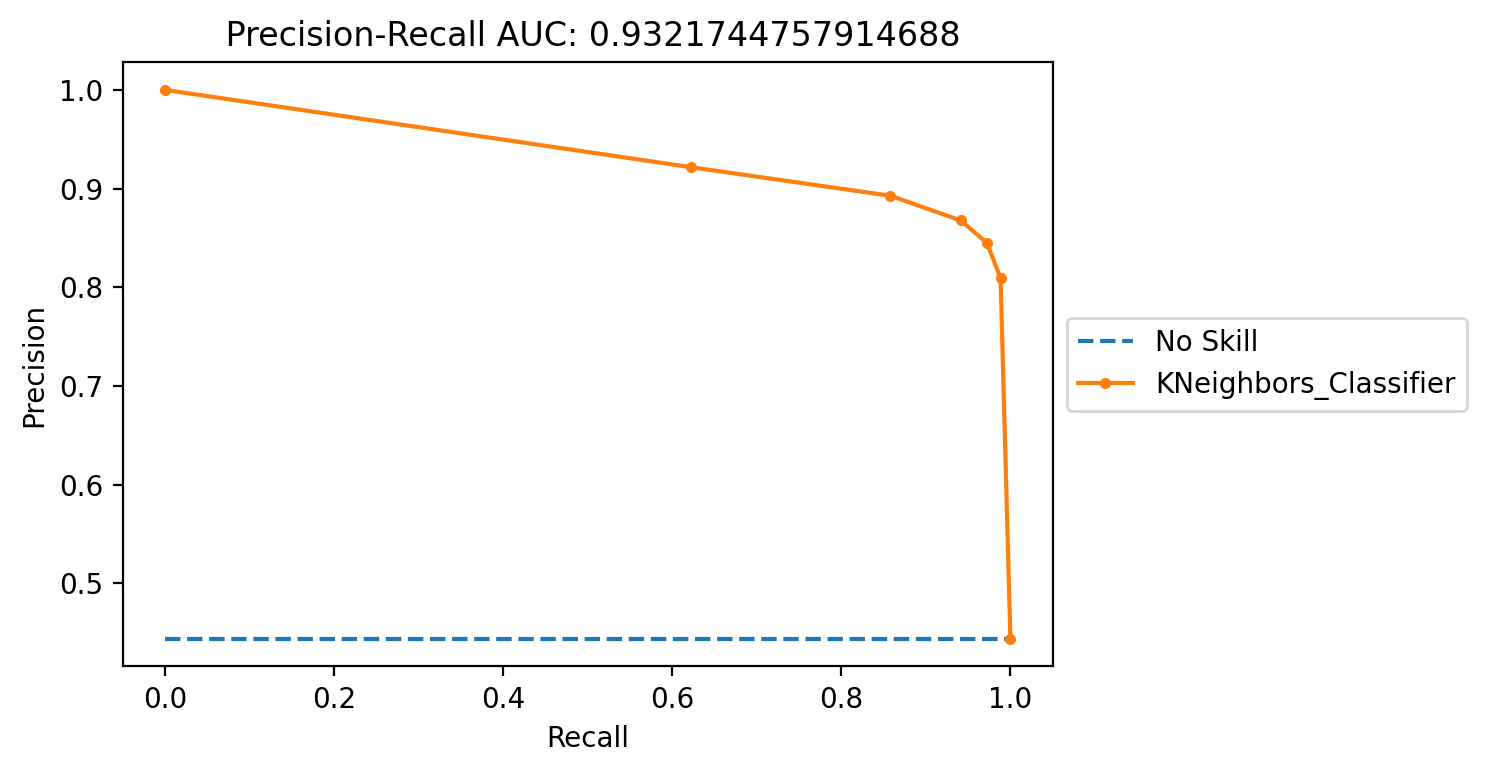 Precision-Recall AUC: 0.9321744757914688
1.0
0.9
0.8
0.7
0.6
0.5
Precision
0.0 0.2 0.4 0.6 0.8 1.0
Recall
No Skill
KNeighbors_Classifier